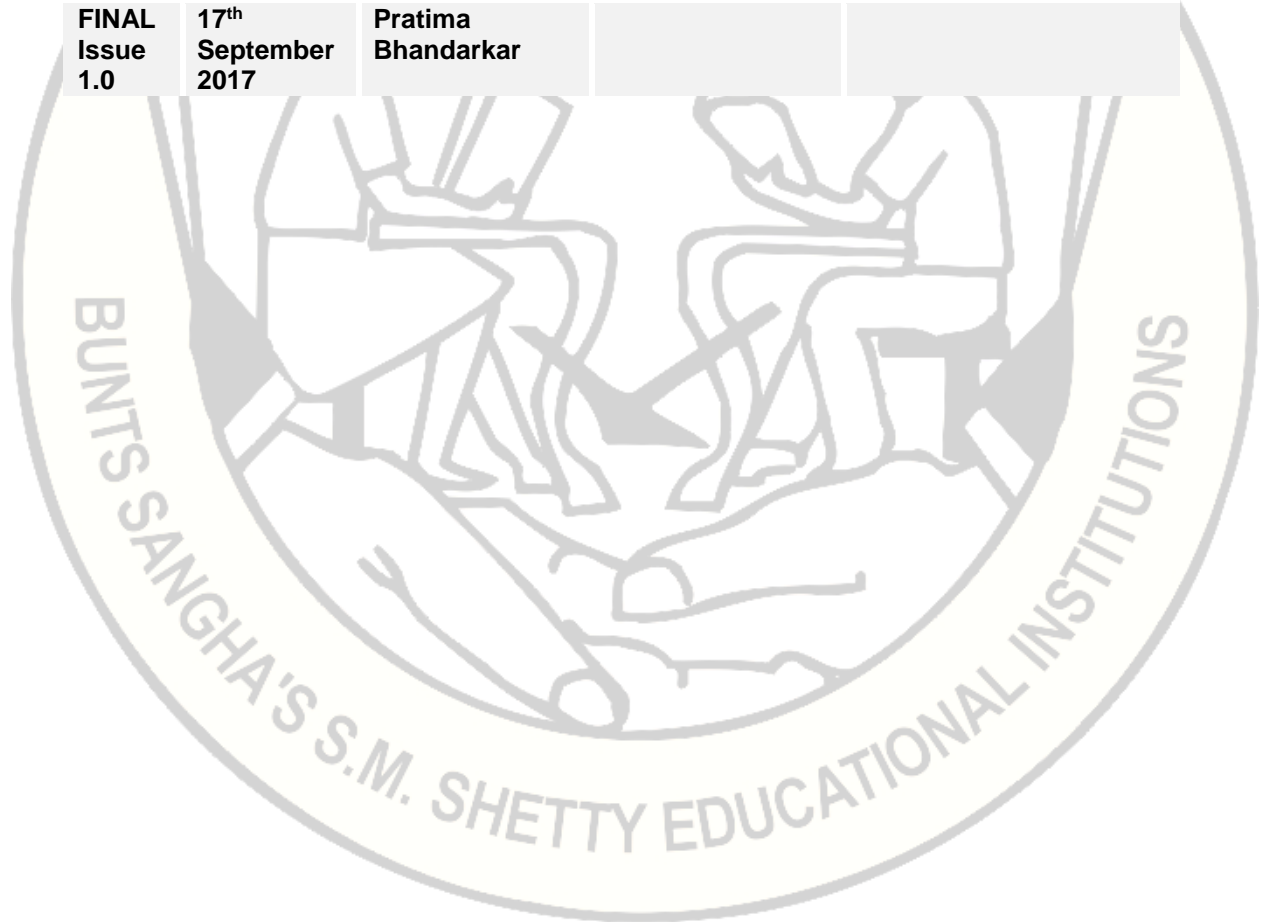 FINAL 17th Pratima
Issue September Bhandarkar
1.0 2017
BUNTS SANGHA'S S.M. SHETTY EDUCATIONAL INSTITUTIONS